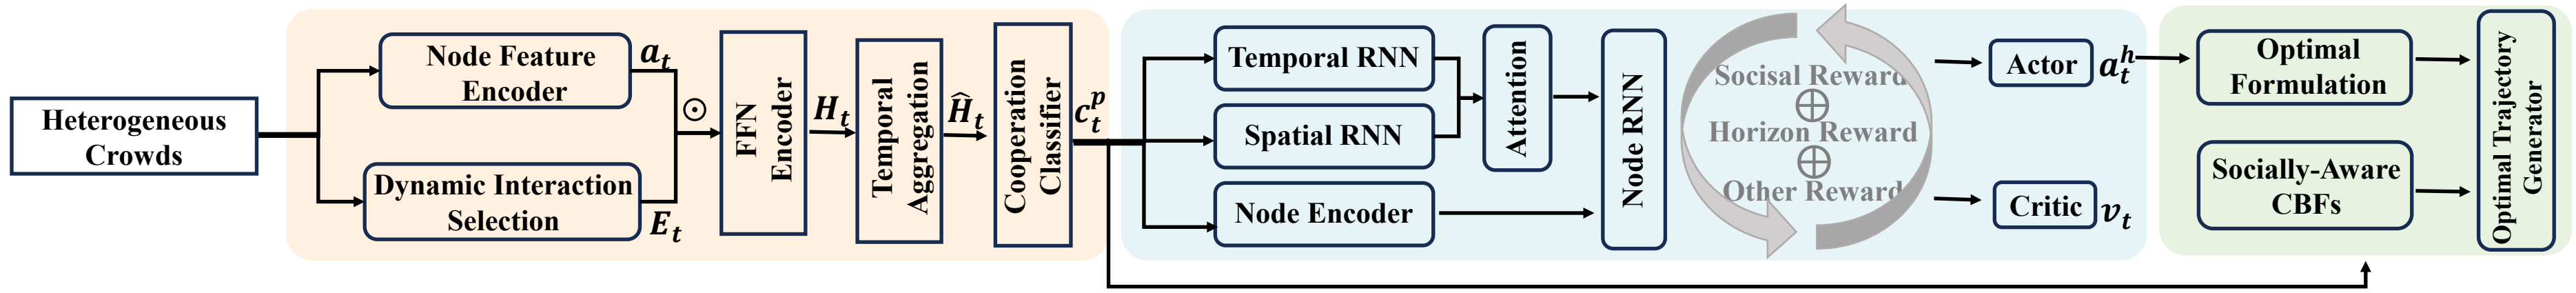 Heterogeneous
Crowds
Node Feature
Encoder
a_t
Dynamic Interaction
Selection
E_t
⊙
FFN
Encoder
H_t
Temporal
Aggregation
Ĥ_t
Cooperation
Classifier
c_t^p
Temporal RNN
Spatial RNN
Node Encoder
Attention
Node RNN
Socisal Reward
⊕
Horizon Reward
⊕
Other Reward
Actor
a_t^h
Critic
v_t
Optimal
Formulation
Socially-Aware
CBFs
Optimal Trajectory
Generator